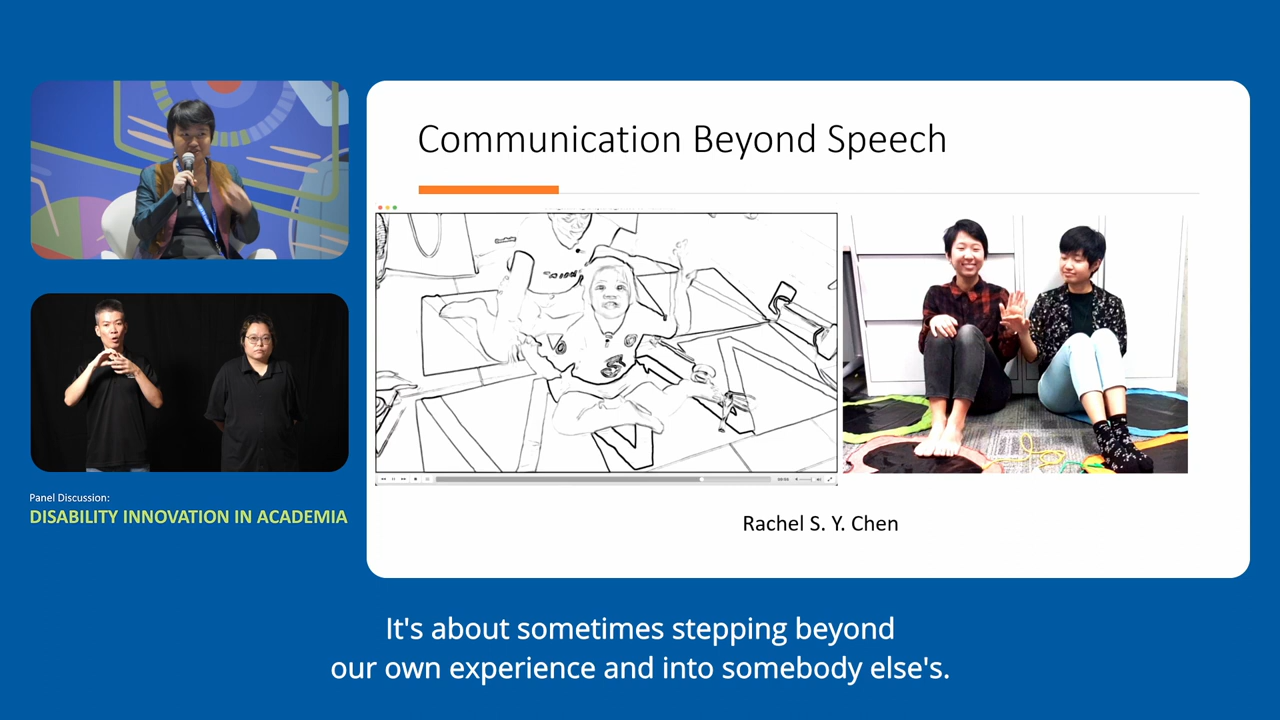 Communication Beyond Speech
Panel Discussion:
DISABILITY INNOVATION IN ACADEMIA
Rachel S. Y. Chen
It's about sometimes stepping beyond
our own experience and into somebody else's.